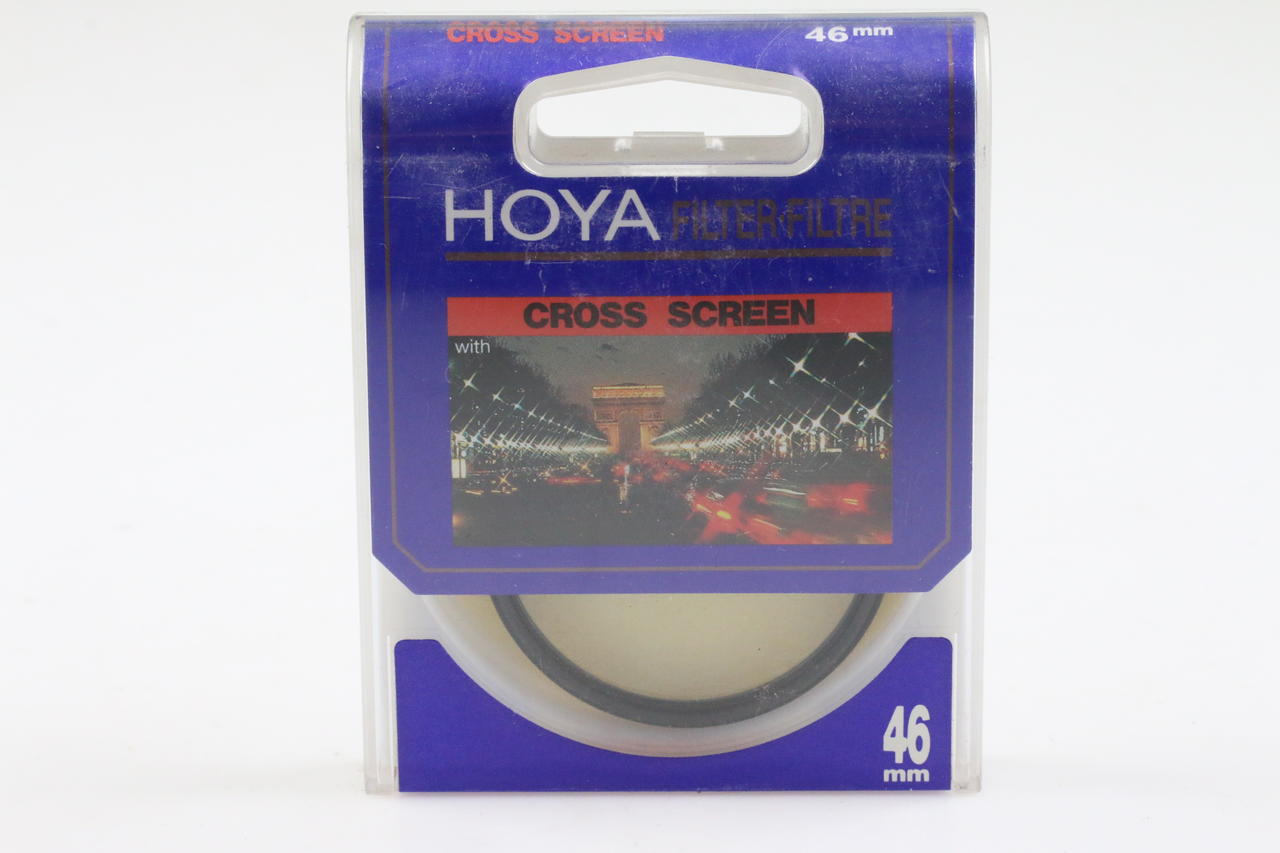 CROSS SCREEN 46mm
HOYA FILTER·FILTRE
CROSS SCREEN
with
46
mm